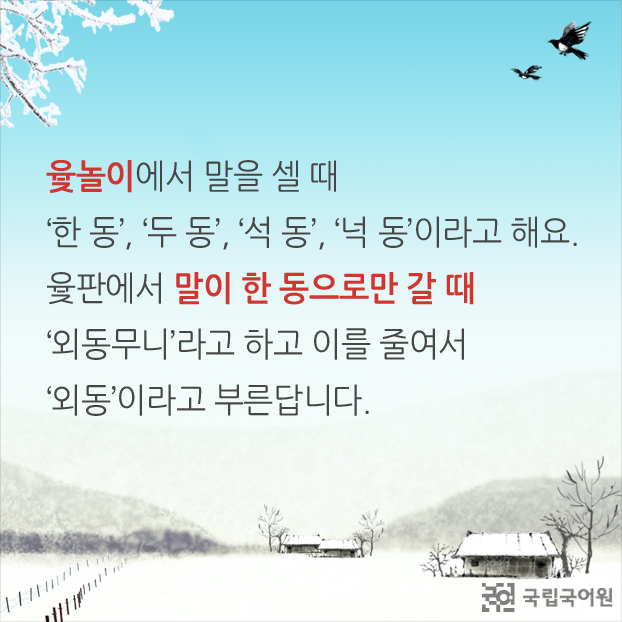 윷놀이에서 말을 셀 때
‘한 동’, ‘두 동’, ‘석 동’, ‘넉 동’이라고 해요.
윷판에서 말이 한 동으로만 갈 때
‘외동무니’라고 하고 이를 줄여서
‘외동’이라고 부른답니다.
국립국어원